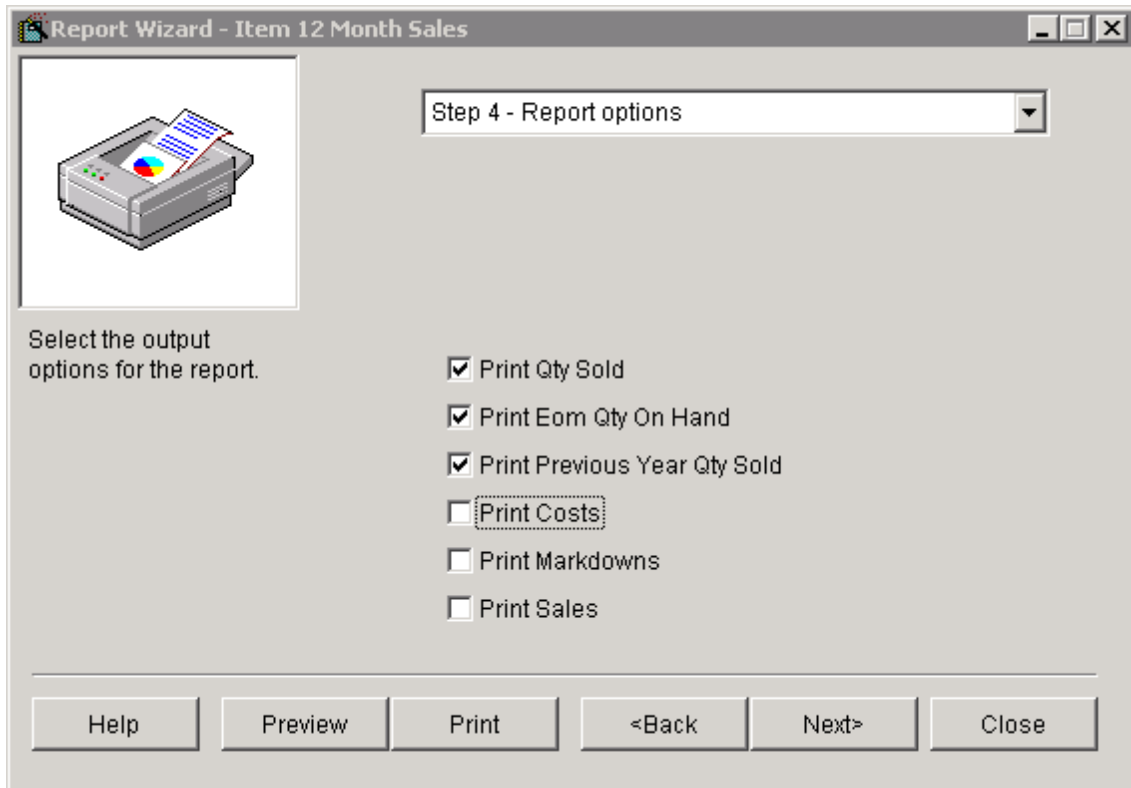 Report Wizard - Item 12 Month Sales
Step 4 - Report options
Select the output
options for the report.
Print Qty Sold
Print Eom Qty On Hand
Print Previous Year Qty Sold
Print Costs
Print Markdowns
Print Sales
Help Preview Print <Back Next> Close